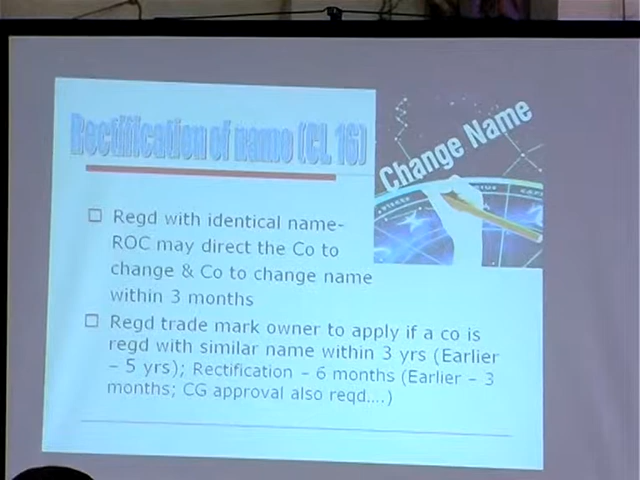 Rectification of name (CL 16)
Change Name
Regd with identical name-
ROC may direct the Co to
change & Co to change name
within 3 months
Regd trade mark owner to apply if a co is
regd with similar name within 3 yrs (Earlier
– 5 yrs); Rectification – 6 months (Earlier – 3
months; CG approval also reqd....)